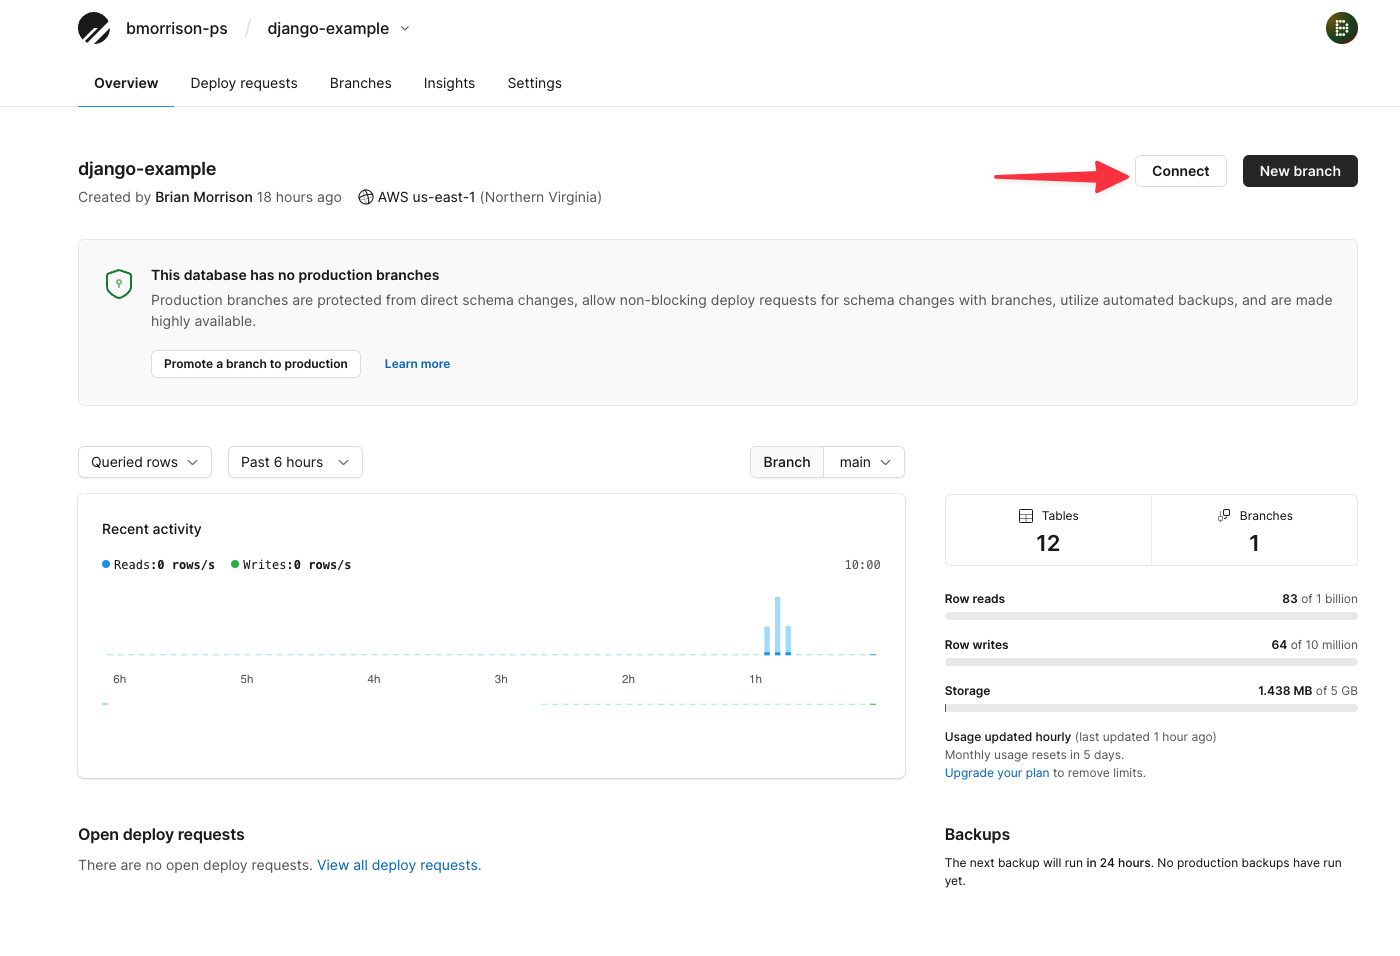 bmorrison-ps / django-example
Overview Deploy requests Branches Insights Settings
django-example
Created by Brian Morrison 18 hours ago AWS us-east-1 (Northern Virginia)
Connect New branch
This database has no production branches
Production branches are protected from direct schema changes, allow non-blocking deploy requests for schema changes with branches, utilize automated backups, and are made
highly available.
Promote a branch to production Learn more
Queried rows Past 6 hours Branch main
Recent activity
Reads:0 rows/s Writes:0 rows/s 10:00
6h 5h 4h 3h 2h 1h
Tables Branches
12 1
Row reads 83 of 1 billion
Row writes 64 of 10 million
Storage 1.438 MB of 5 GB
Usage updated hourly (last updated 1 hour ago)
Monthly usage resets in 5 days.
Upgrade your plan to remove limits.
Open deploy requests
There are no open deploy requests. View all deploy requests.
Backups
The next backup will run in 24 hours. No production backups have run
yet.